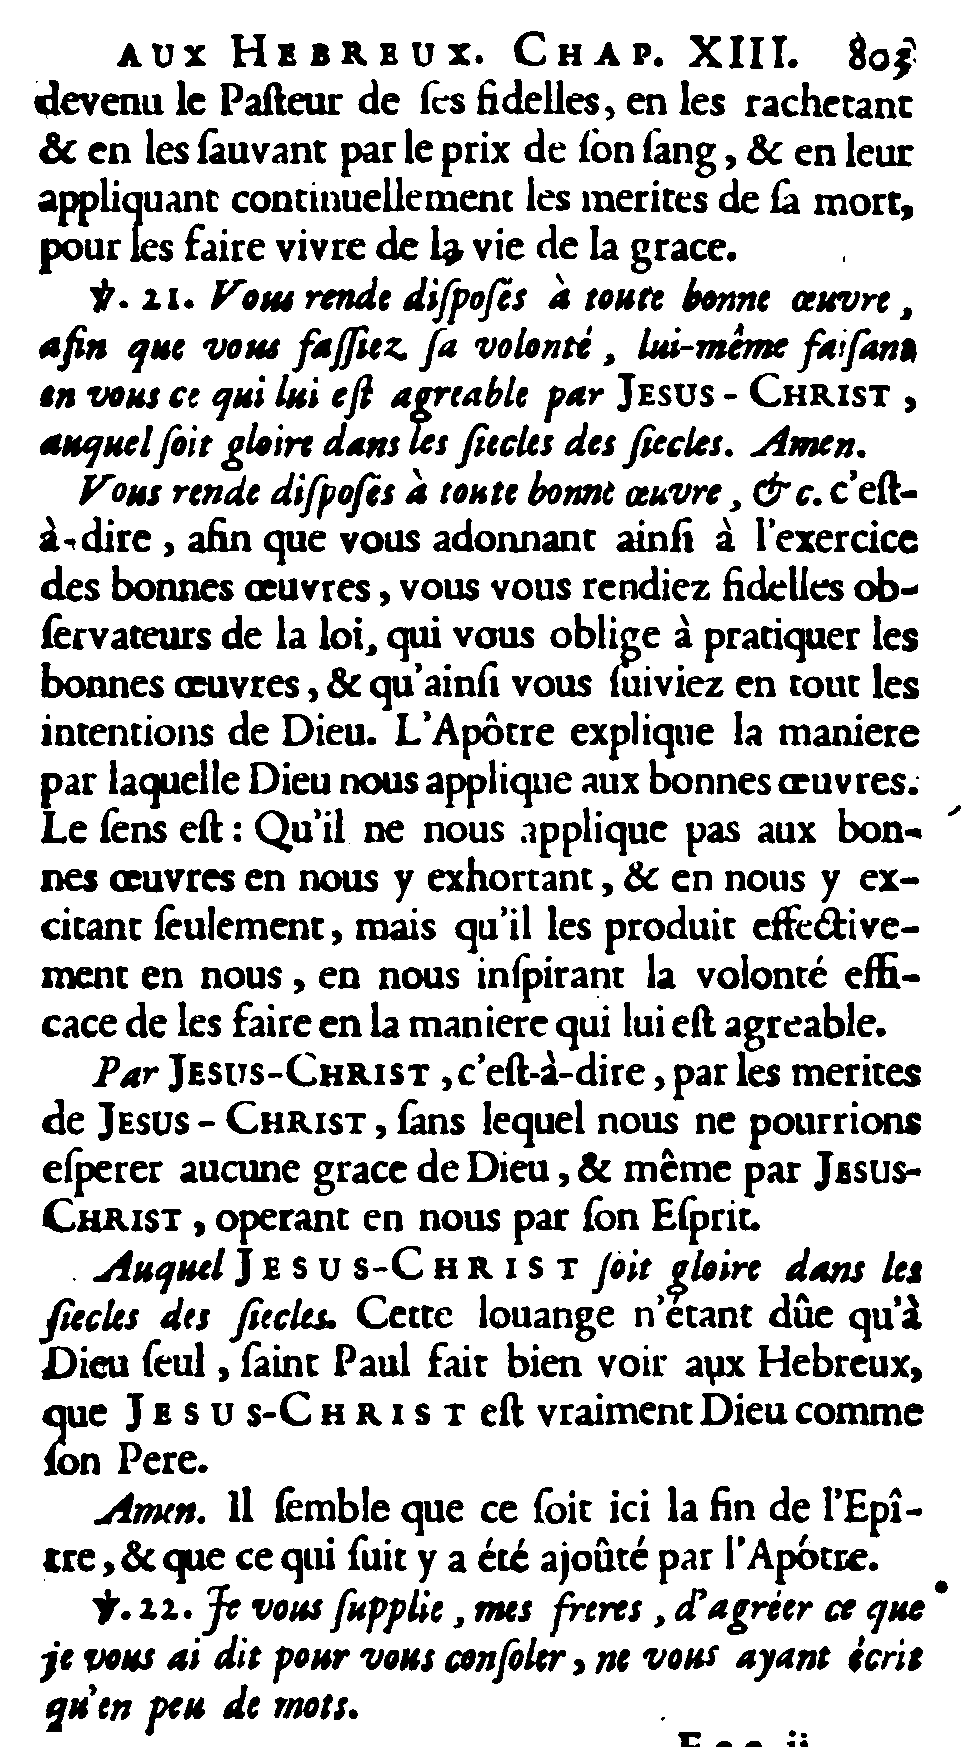 AUX HEBREUX. CHAP. XIII. 803
devenu le Paſteur de ſes fidelles, en les rachetant
& en les ſauvant par le prix de ſon ſang, & en leur
appliquant continuellement les merites de ſa mort,
pour les faire vivre de la vie de la grace.
℣. 21. Vous rende diſpoſés à toute bonne œuvre,
afin que vous faſſiez ſa volonté, lui-même faiſant
en vous ce qui lui eſt agreable par JESUS-CHRIST,
auquel ſoit gloire dans les ſiecles des ſiecles. Amen.
Vous rende diſpoſés à toute bonne œuvre, &c. c'eſt-
à-dire, afin que vous adonnant ainſi à l'exercice
des bonnes œuvres, vous vous rendiez fidelles ob-
ſervateurs de la loi, qui vous oblige à pratiquer les
bonnes œuvres, & qu'ainſi vous ſuiviez en tout les
intentions de Dieu. L'Apôtre explique la maniere
par laquelle Dieu nous applique aux bonnes œuvres.
Le ſens eſt : Qu'il ne nous applique pas aux bon-
nes œuvres en nous y exhortant, & en nous y ex-
citant ſeulement, mais qu'il les produit effective-
ment en nous, en nous inſpirant la volonté effi-
cace de les faire en la maniere qui lui eſt agreable.
Par JESUS-CHRIST, c'eſt-à-dire, par les merites
de JESUS-CHRIST, ſans lequel nous ne pourrions
eſperer aucune grace de Dieu, & même par JESUS-
CHRIST, operant en nous par ſon Eſprit.
Auquel JESUS-CHRIST ſoit gloire dans les
ſiecles des ſiecles. Cette louange n'étant dûe qu'à
Dieu ſeul, ſaint Paul fait bien voir aux Hebreux,
que JESUS-CHRIST eſt vraiment Dieu comme
ſon Pere.
Amen. Il ſemble que ce ſoit ici la fin de l'Epî-
tre, & que ce qui ſuit y a été ajoûté par l'Apótre.
℣. 22. Je vous ſupplie, mes freres, d'agréer ce que
je vous ai dit pour vous conſoler, ne vous ayant écrit
qu'en peu de mots.